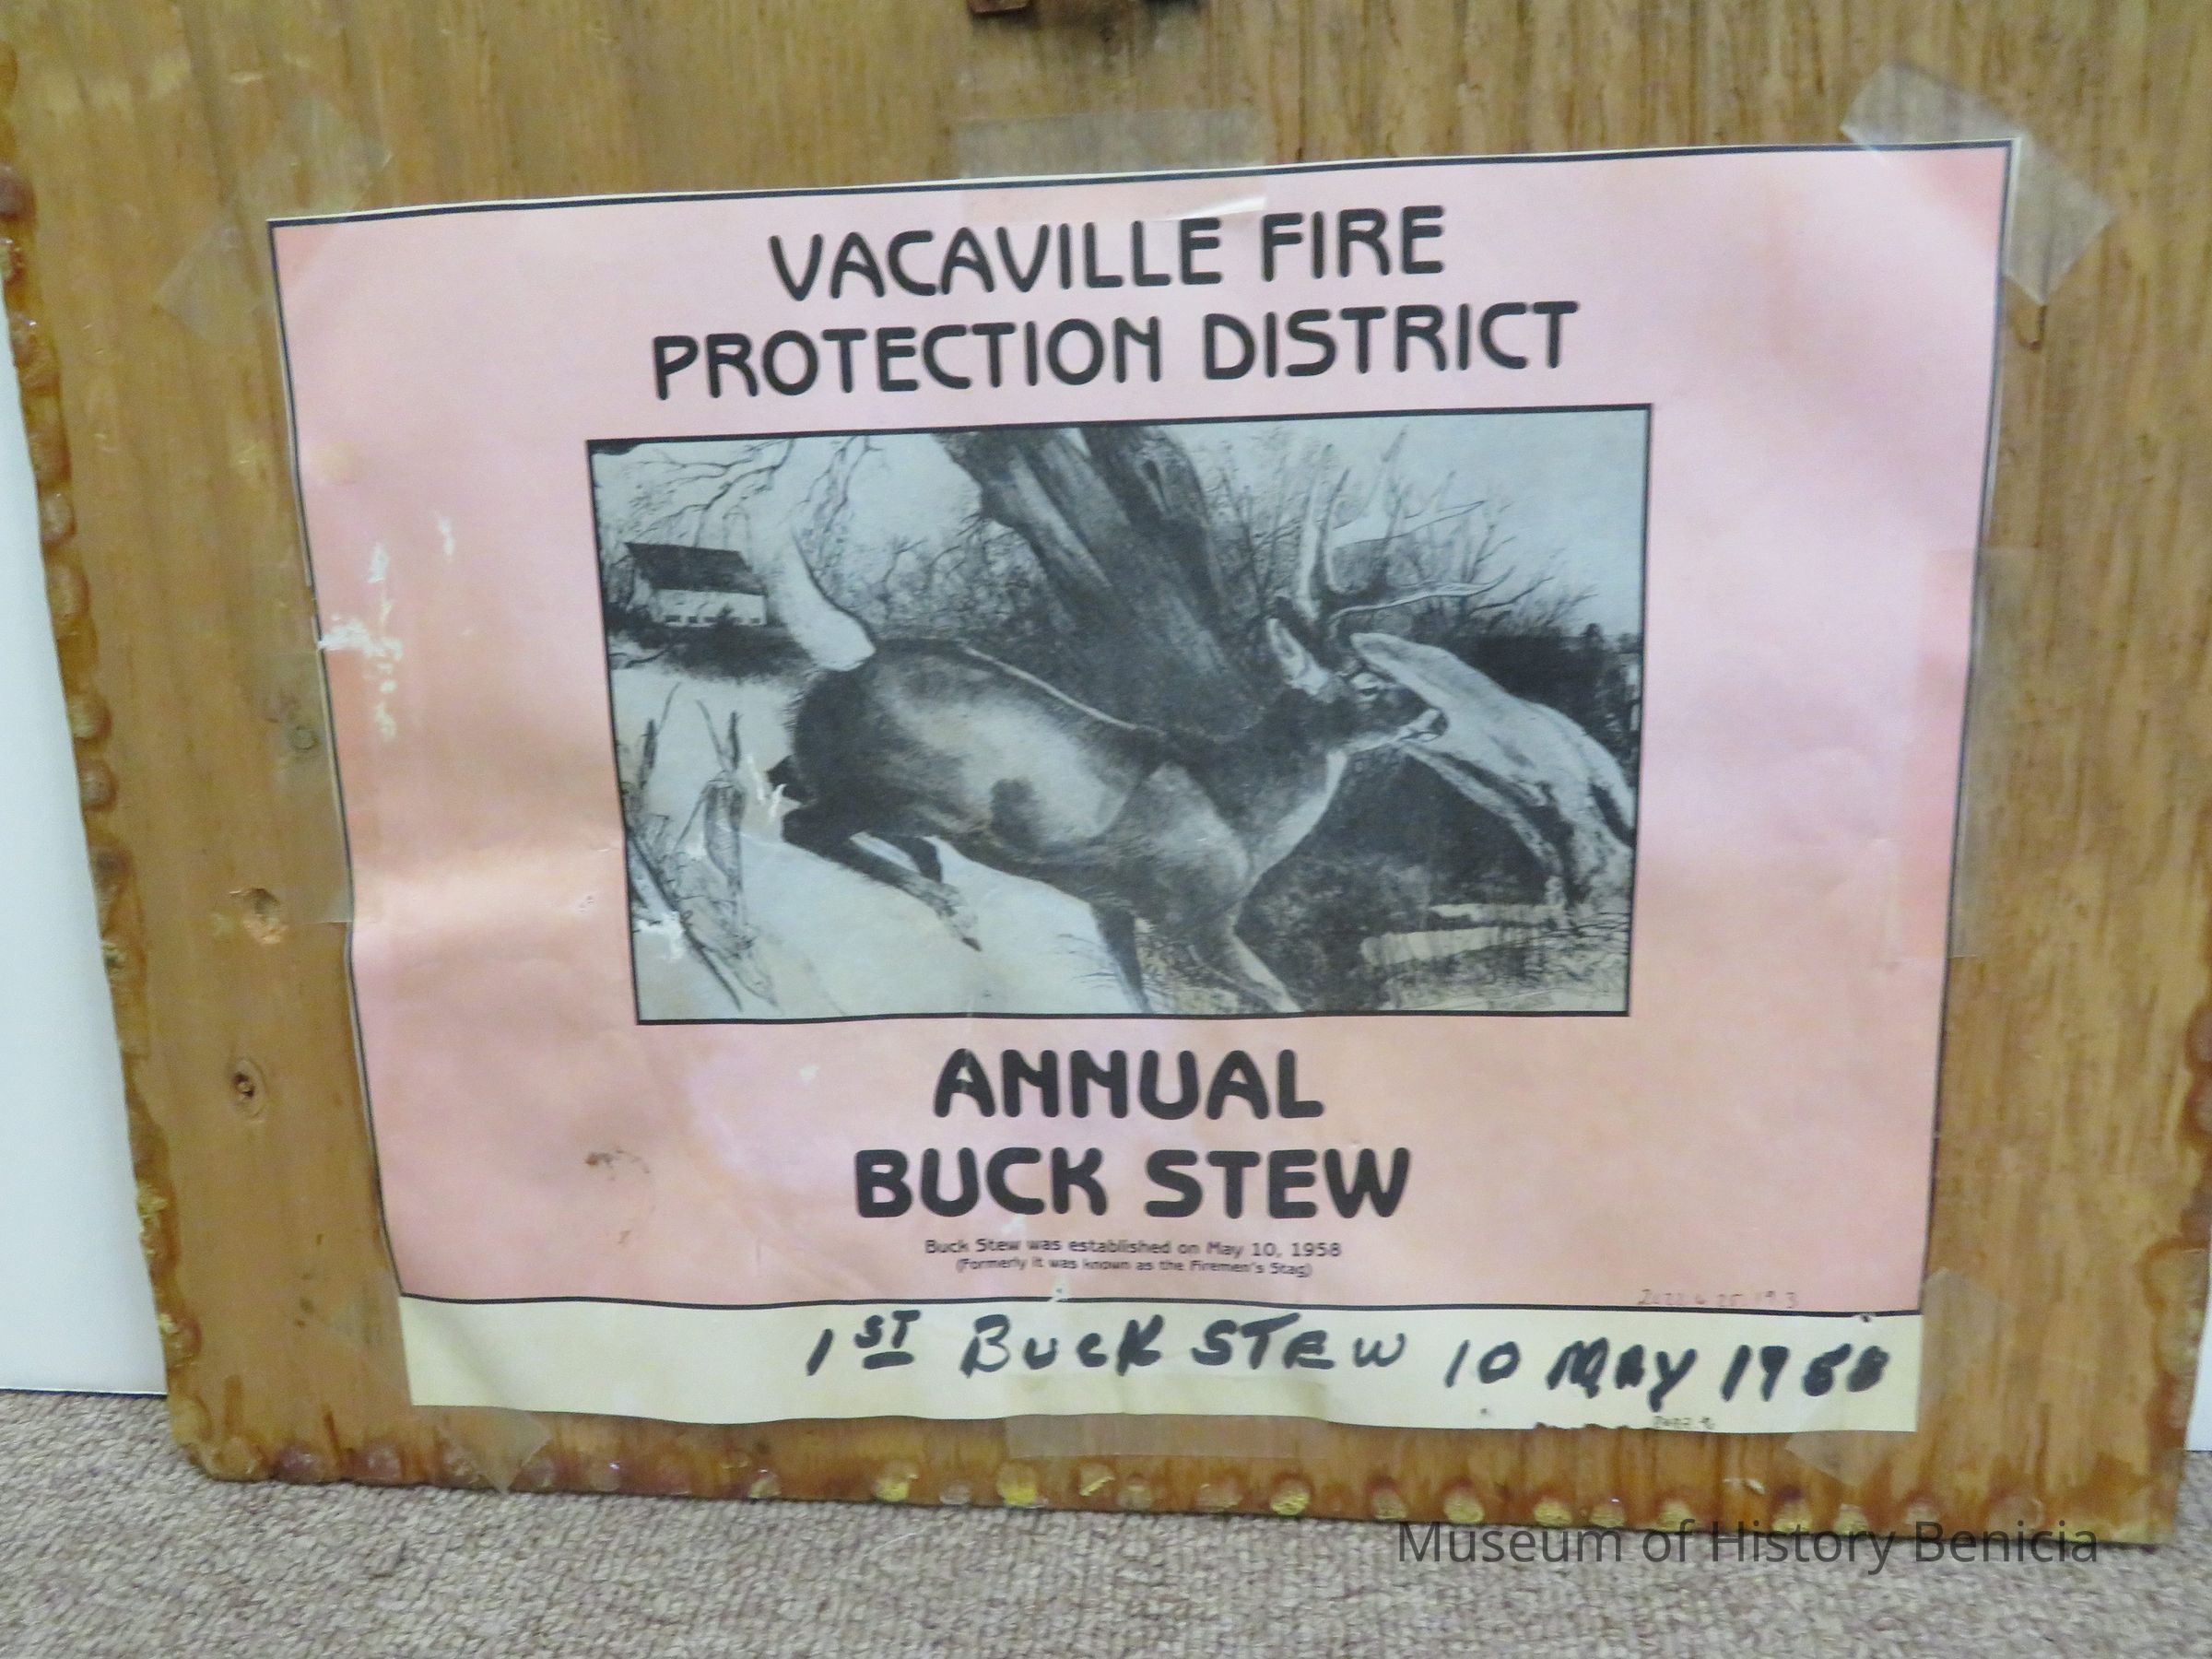 VACAVILLE FIRE
PROTECTION DISTRICT
ANNUAL
BUCK STEW
Buck Stew was established on May 10, 1958
(Formerly it was known as the Firemen's Stag)
1ST BUCK STEW 10 MAY 1958
Museum of History Benicia